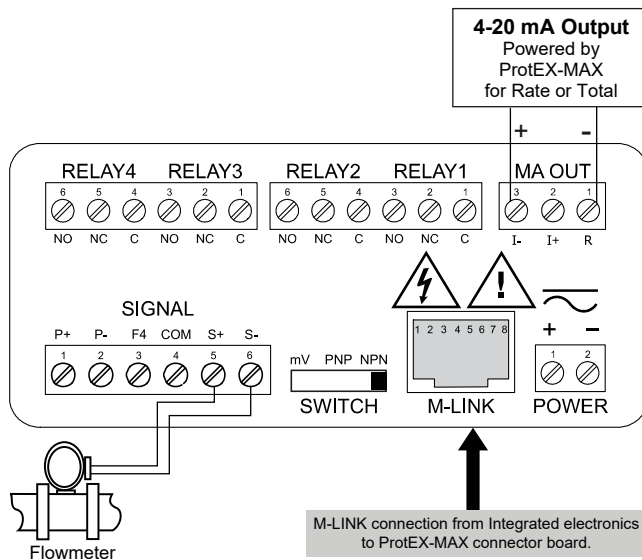 4-20 mA Output
Powered by
ProtEX-MAX
for Rate or Total
+ -
RELAY4 RELAY3 RELAY2 RELAY1 MA OUT
6 5 4 3 2 1 6 5 4 3 2 1 3 2 1
NO NC C NO NC C NO NC C NO NC C I- I+ R
SIGNAL
P+ P- F4 COM S+ S-
1 2 3 4 5 6
mV PNP NPN
SWITCH
!
1 2 3 4 5 6 7 8
M-LINK
+ -
1 2
POWER
Flowmeter
M-LINK connection from Integrated electronics
to ProtEX-MAX connector board.